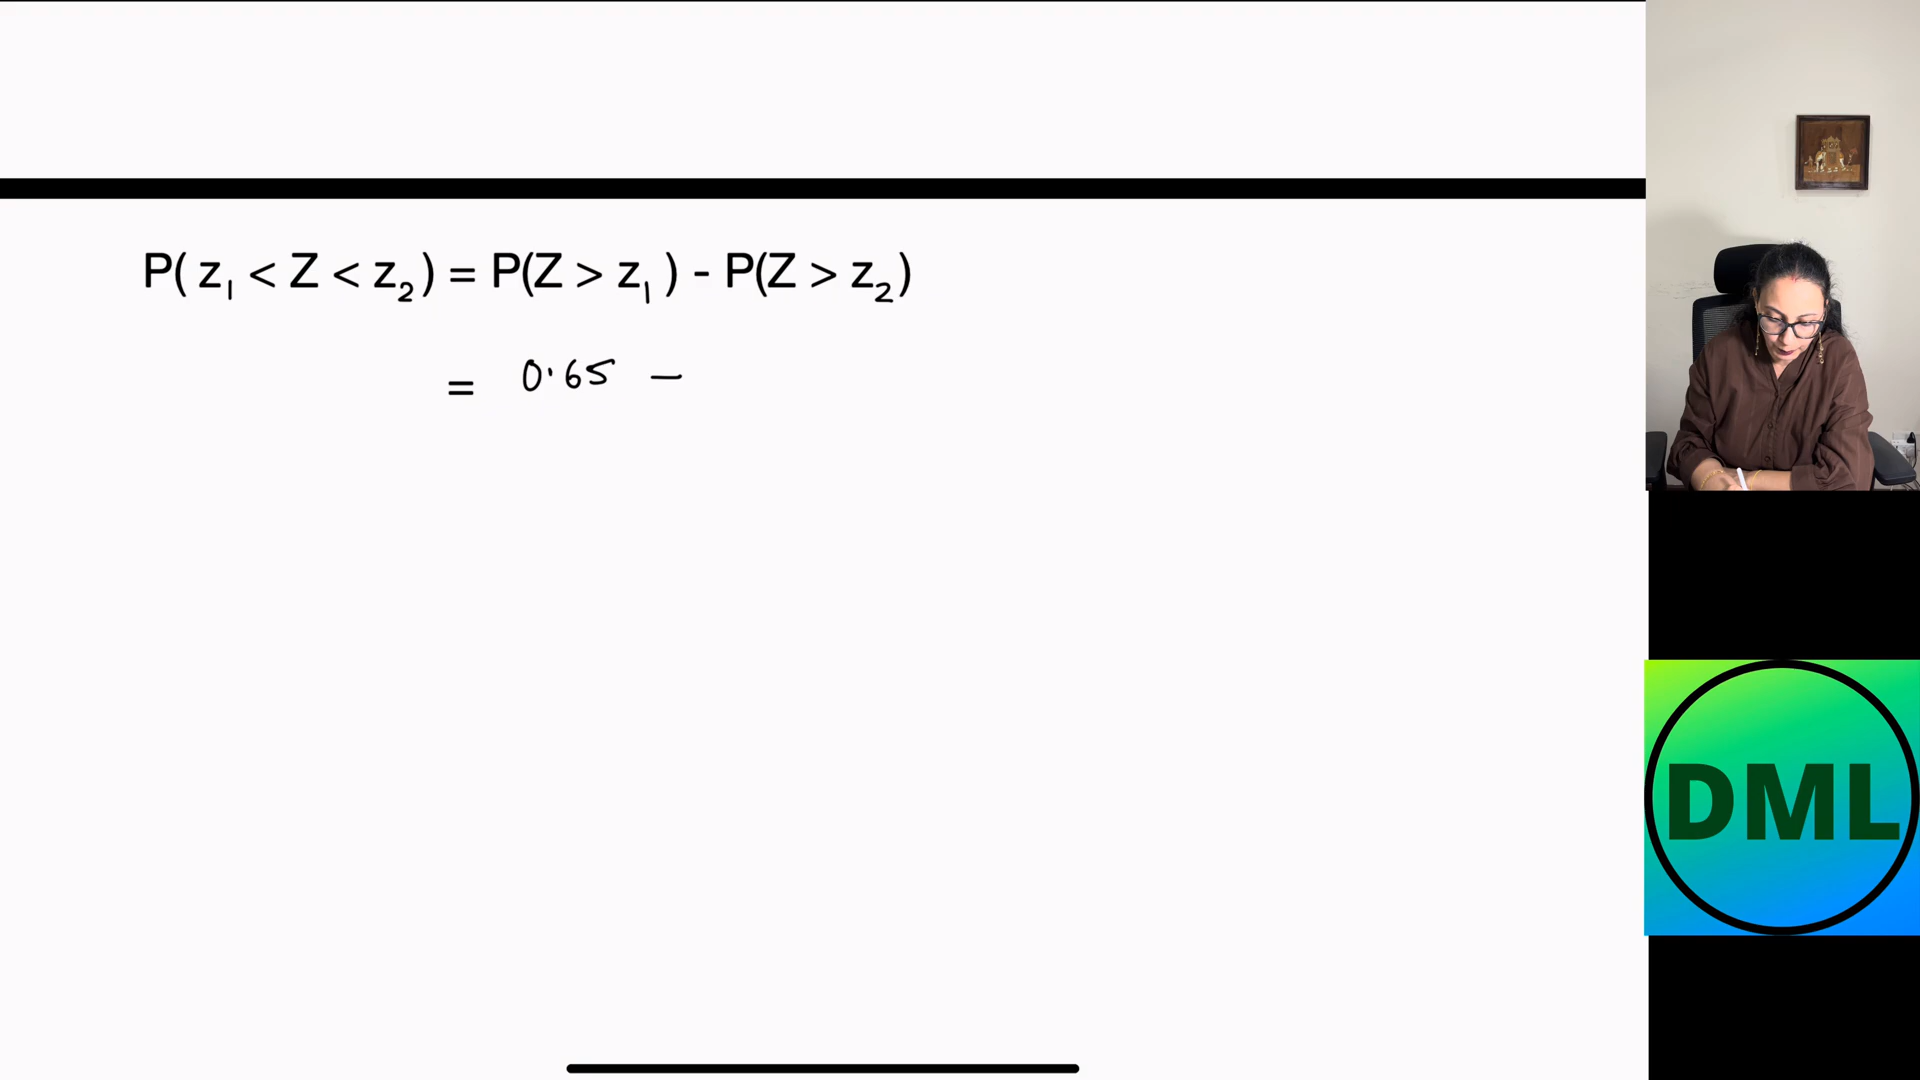 P( z₁ < Z < z₂ ) = P(Z > z₁ ) - P(Z > z₂ )
= 0.65 –
DML